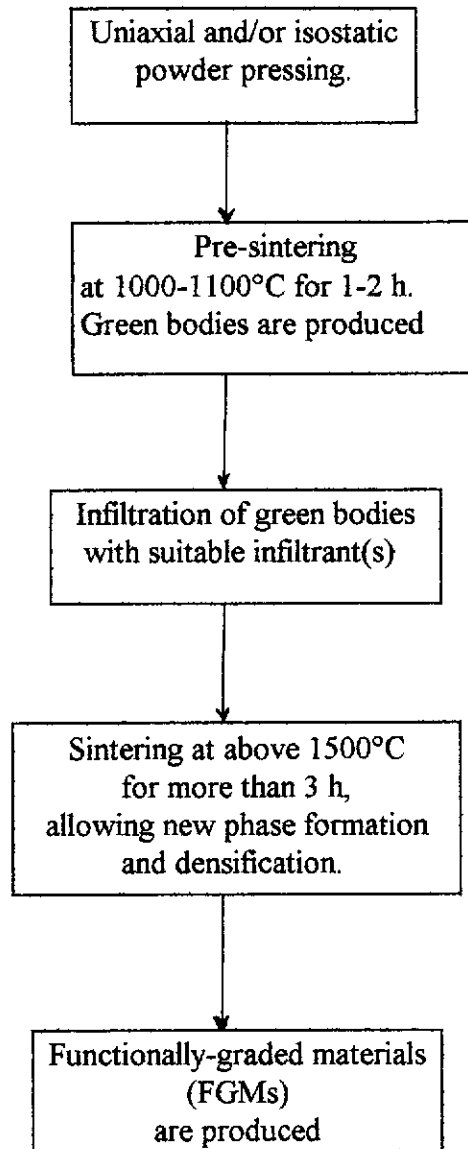 Uniaxial and/or isostatic
powder pressing.
Pre-sintering
at 1000-1100°C for 1-2 h.
Green bodies are produced
Infiltration of green bodies
with suitable infiltrant(s)
Sintering at above 1500°C
for more than 3 h,
allowing new phase formation
and densification.
Functionally-graded materials
(FGMs)
are produced